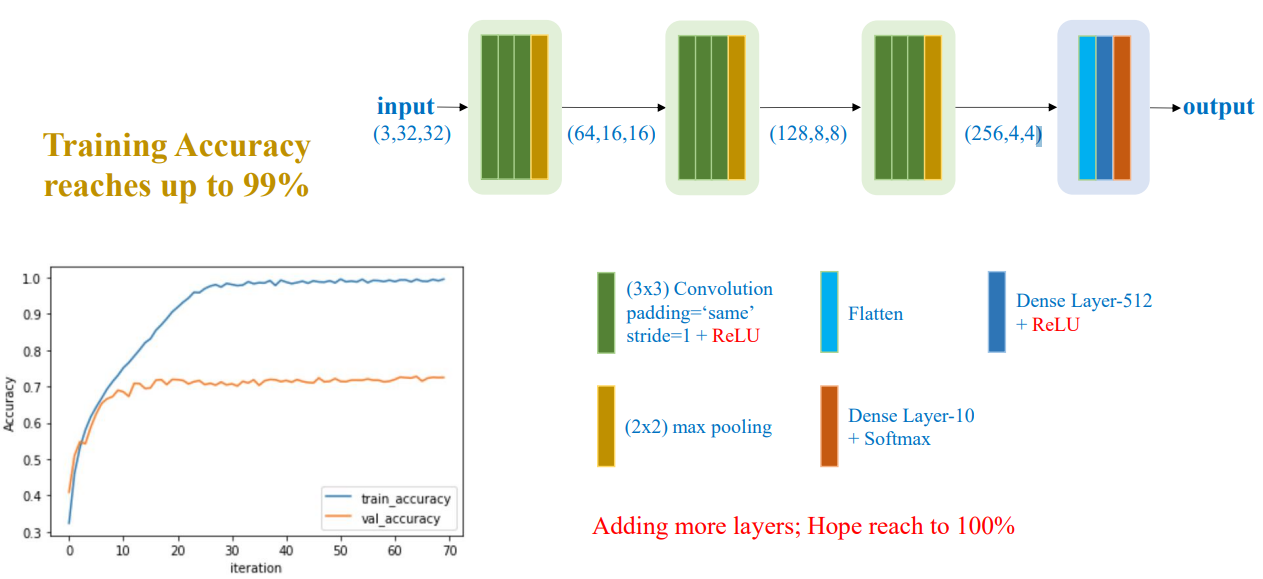 input
output
(3,32,32)
(64,16,16)
(128,8,8)
(256,4,4)
Training Accuracy
reaches up to 99%
1.0
0.9
0.8
0.7
0.6
0.5
0.4
0.3
Accuracy
0 10 20 30 40 50 60 70
iteration
train_accuracy
val_accuracy
(3x3) Convolution
padding=‘same’
stride=1 + ReLU
Flatten
Dense Layer-512
+ ReLU
(2x2) max pooling
Dense Layer-10
+ Softmax
Adding more layers; Hope reach to 100%